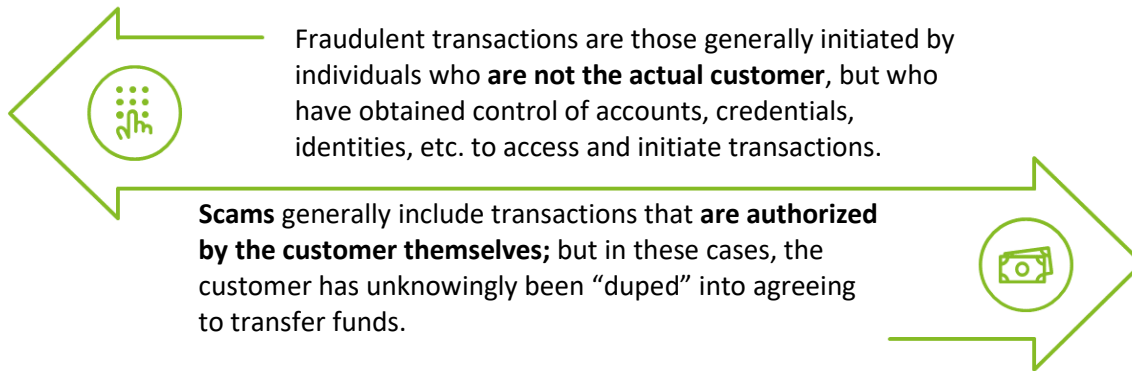 Fraudulent transactions are those generally initiated by
individuals who are not the actual customer, but who
have obtained control of accounts, credentials,
identities, etc. to access and initiate transactions.
Scams generally include transactions that are authorized
by the customer themselves; but in these cases, the
customer has unknowingly been “duped” into agreeing
to transfer funds.